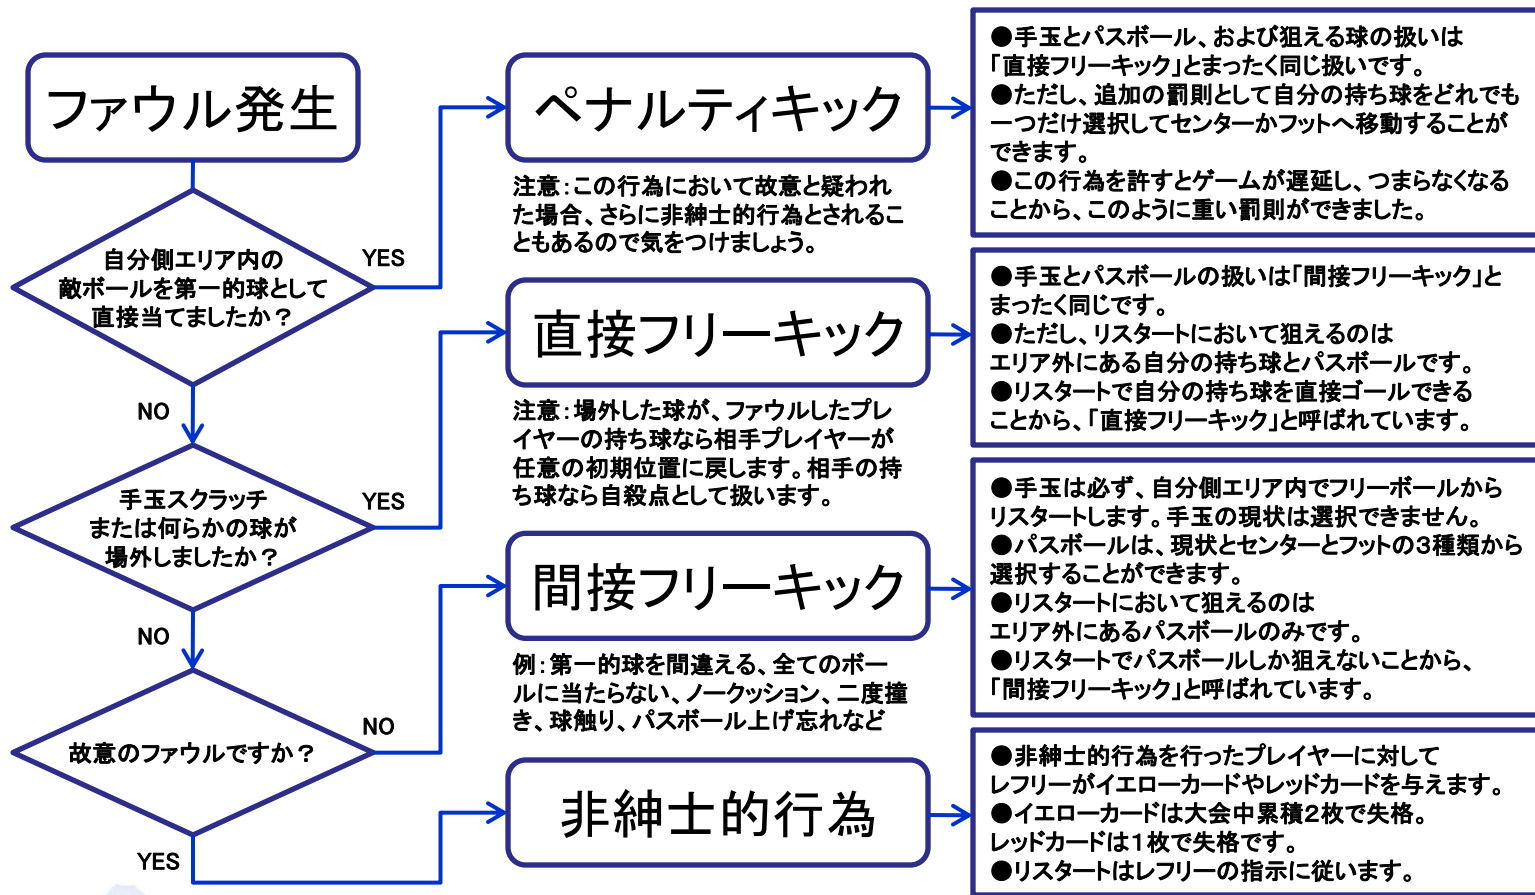 ファウル発生
自分側エリア内の
敵ボールを第一的球として
直接当てましたか？
YES
NO
手玉スクラッチ
または何らかの球が
場外しましたか？
YES
NO
故意のファウルですか？
NO
YES
ペナルティキック
注意：この行為において故意と疑われ
た場合、さらに非紳士的行為とされるこ
ともあるので気をつけましょう。
●手玉とパスボール、および狙える球の扱いは
「直接フリーキック」とまったく同じ扱いです。
●ただし、追加の罰則として自分の持ち球をどれでも
一つだけ選択してセンターかフットへ移動することが
できます。
●この行為を許すとゲームが遅延し、つまらなくなる
ことから、このように重い罰則ができました。
直接フリーキック
注意：場外した球が、ファウルしたプレ
イヤーの持ち球なら相手プレイヤーが
任意の初期位置に戻します。相手の持
ち球なら自殺点として扱います。
●手玉とパスボールの扱いは「間接フリーキック」と
まったく同じです。
●ただし、リスタートにおいて狙えるのは
エリア外にある自分の持ち球とパスボールです。
●リスタートで自分の持ち球を直接ゴールできる
ことから、「直接フリーキック」と呼ばれています。
間接フリーキック
例：第一的球を間違える、全てのボー
ルに当たらない、ノークッション、二度撞
き、球触り、パスボール上げ忘れなど
●手玉は必ず、自分側エリア内でフリーボールから
リスタートします。手玉の現状は選択できません。
●パスボールは、現状とセンターとフットの３種類から
選択することができます。
●リスタートにおいて狙えるのは
エリア外にあるパスボールのみです。
●リスタートでパスボールしか狙えないことから、
「間接フリーキック」と呼ばれています。
非紳士的行為
●非紳士的行為を行ったプレイヤーに対して
レフリーがイエローカードやレッドカードを与えます。
●イエローカードは大会中累積２枚で失格。
レッドカードは１枚で失格です。
●リスタートはレフリーの指示に従います。